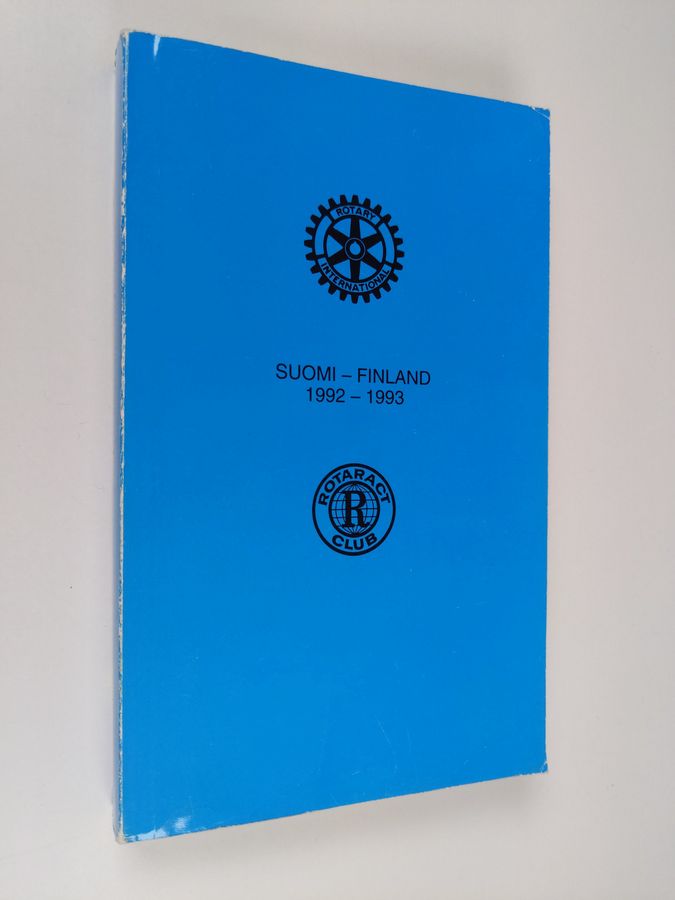 ROTARY
INTERNATIONAL
SUOMI – FINLAND
1992 – 1993
ROTARACT
R
CLUB